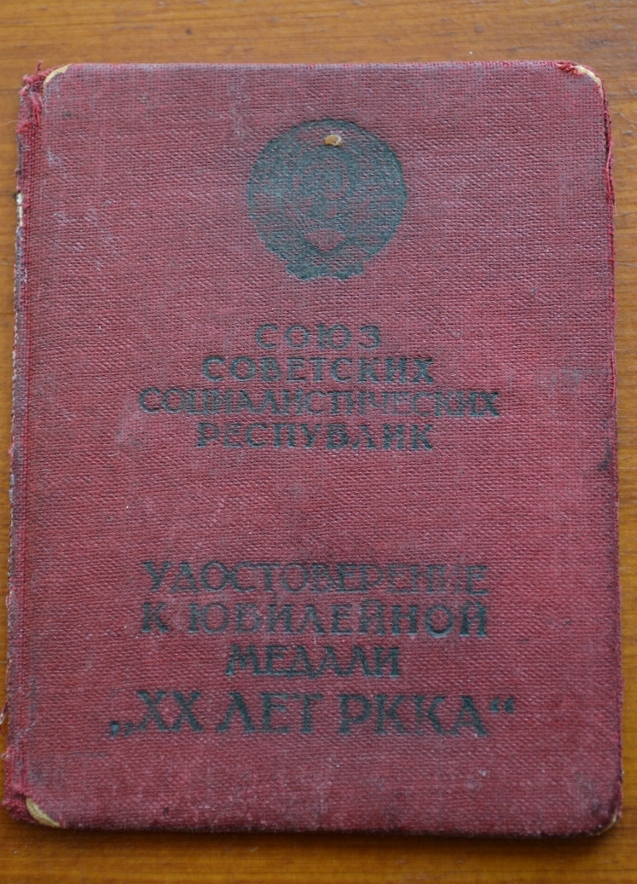 СОЮЗ
СОВЕТСКИХ
СОЦИАЛИСТИЧЕСКИХ
РЕСПУБЛИК
УДОСТОВЕРЕНИЕ
К ЮБИЛЕЙНОЙ
МЕДАЛИ
„XX ЛЕТ РККА“